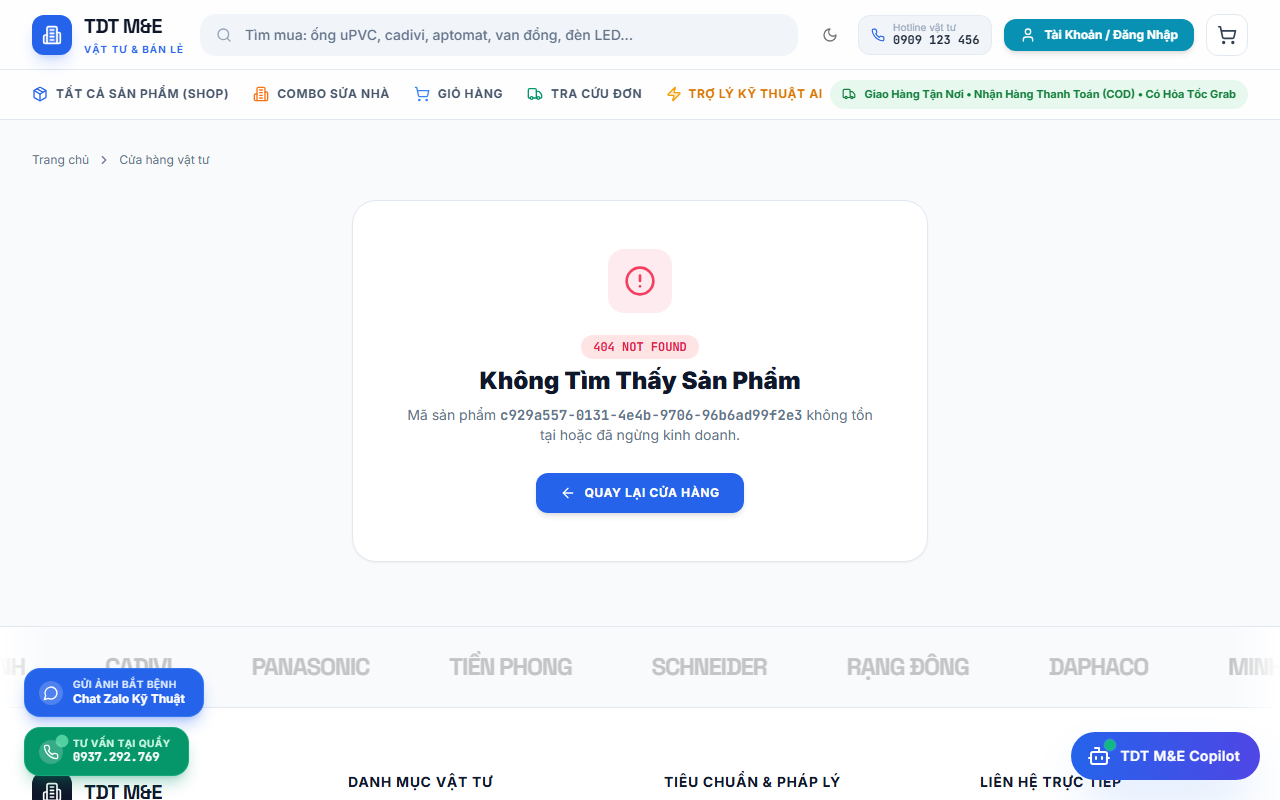 TDT M&E
VẬT TƯ & BÁN LẺ
Tìm mua: ống uPVC, cadivi, aptomat, van đồng, đèn LED...
Hotline vật tư
0909 123 456
Tài Khoản / Đăng Nhập
TẤT CẢ SẢN PHẨM (SHOP)
COMBO SỬA NHÀ
GIỎ HÀNG
TRA CỨU ĐƠN
TRỢ LÝ KỸ THUẬT AI
Giao Hàng Tận Nơi • Nhận Hàng Thanh Toán (COD) • Có Hỏa Tốc Grab
Trang chủ
Cửa hàng vật tư
404 NOT FOUND
Không Tìm Thấy Sản Phẩm
Mã sản phẩm c929a557-0131-4e4b-9706-96b6ad99f2e3 không tồn
tại hoặc đã ngừng kinh doanh.
QUAY LẠI CỬA HÀNG
CADIVI
PANASONIC
TIỀN PHONG
SCHNEIDER
RẠNG ĐÔNG
DAPHACO
GỬI ẢNH BẮT BỆNH
Chat Zalo Kỹ Thuật
TƯ VẤN TẠI QUẦY
0937.292.769
TDT M&E Copilot
TDT M&E
DANH MỤC VẬT TƯ
TIÊU CHUẨN & PHÁP LÝ
LIÊN HỆ TRỰC TIẾP